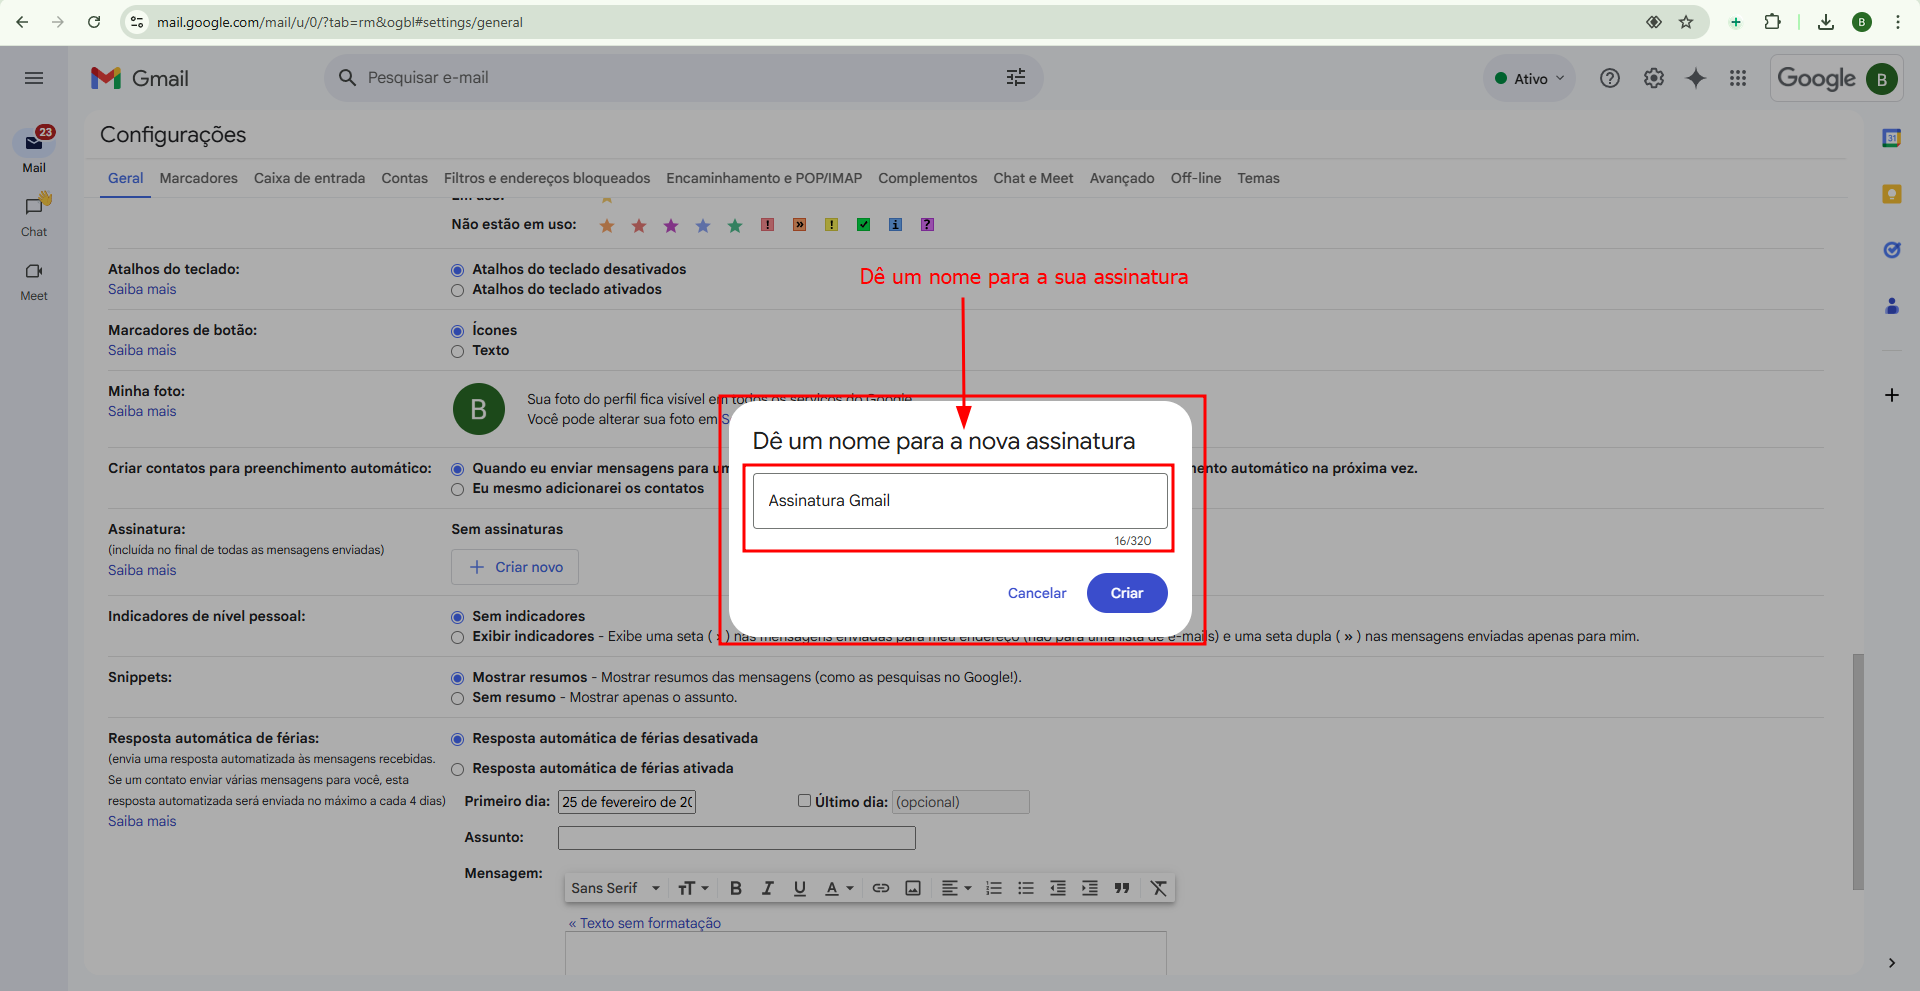 mail.google.com/mail/u/0/?tab=rm&ogbl#settings/general
B
Gmail
Pesquisar e-mail
Ativo
Google
B
23
Mail
Chat
Meet
31
Configurações
Geral Marcadores Caixa de entrada Contas Filtros e endereços bloqueados Encaminhamento e POP/IMAP Complementos Chat e Meet Avançado Off-line Temas
Em uso:
Não estão em uso:
Dê um nome para a sua assinatura
Atalhos do teclado:
Saiba mais
Atalhos do teclado desativados
Atalhos do teclado ativados
Marcadores de botão:
Saiba mais
Ícones
Texto
Minha foto:
Saiba mais
B
Sua foto do perfil fica visível em todos os serviços do Google.
Você pode alterar sua foto em S
Criar contatos para preenchimento automático:
Quando eu enviar mensagens para um
nto automático na próxima vez.
Eu mesmo adicionarei os contatos
Dê um nome para a nova assinatura
Assinatura Gmail
16/320
Cancelar
Criar
Assinatura:
(incluída no final de todas as mensagens enviadas)
Saiba mais
Sem assinaturas
Criar novo
Indicadores de nível pessoal:
Sem indicadores
Exibir indicadores - Exibe uma seta ( › ) nas mensagens enviadas para meu endereço (não para uma lista de e-mails) e uma seta dupla ( » ) nas mensagens enviadas apenas para mim.
Snippets:
Mostrar resumos - Mostrar resumos das mensagens (como as pesquisas no Google!).
Sem resumo - Mostrar apenas o assunto.
Resposta automática de férias:
(envia uma resposta automatizada às mensagens recebidas.
Se um contato enviar várias mensagens para você, esta
resposta automatizada será enviada no máximo a cada 4 dias)
Saiba mais
Resposta automática de férias desativada
Resposta automática de férias ativada
Primeiro dia: 25 de fevereiro de 20
Último dia: (opcional)
Assunto:
Mensagem:
Sans Serif
« Texto sem formatação